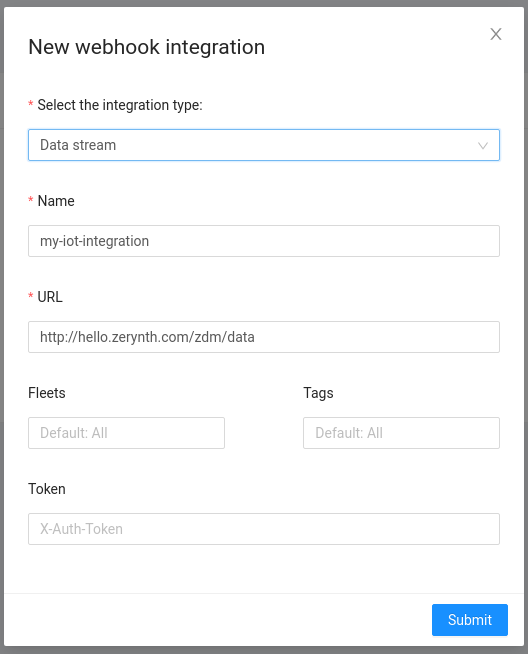 New webhook integration
* Select the integration type:
Data stream
* Name
my-iot-integration
* URL
http://hello.zerynth.com/zdm/data
Fleets Tags
Default: All Default: All
Token
X-Auth-Token
Submit